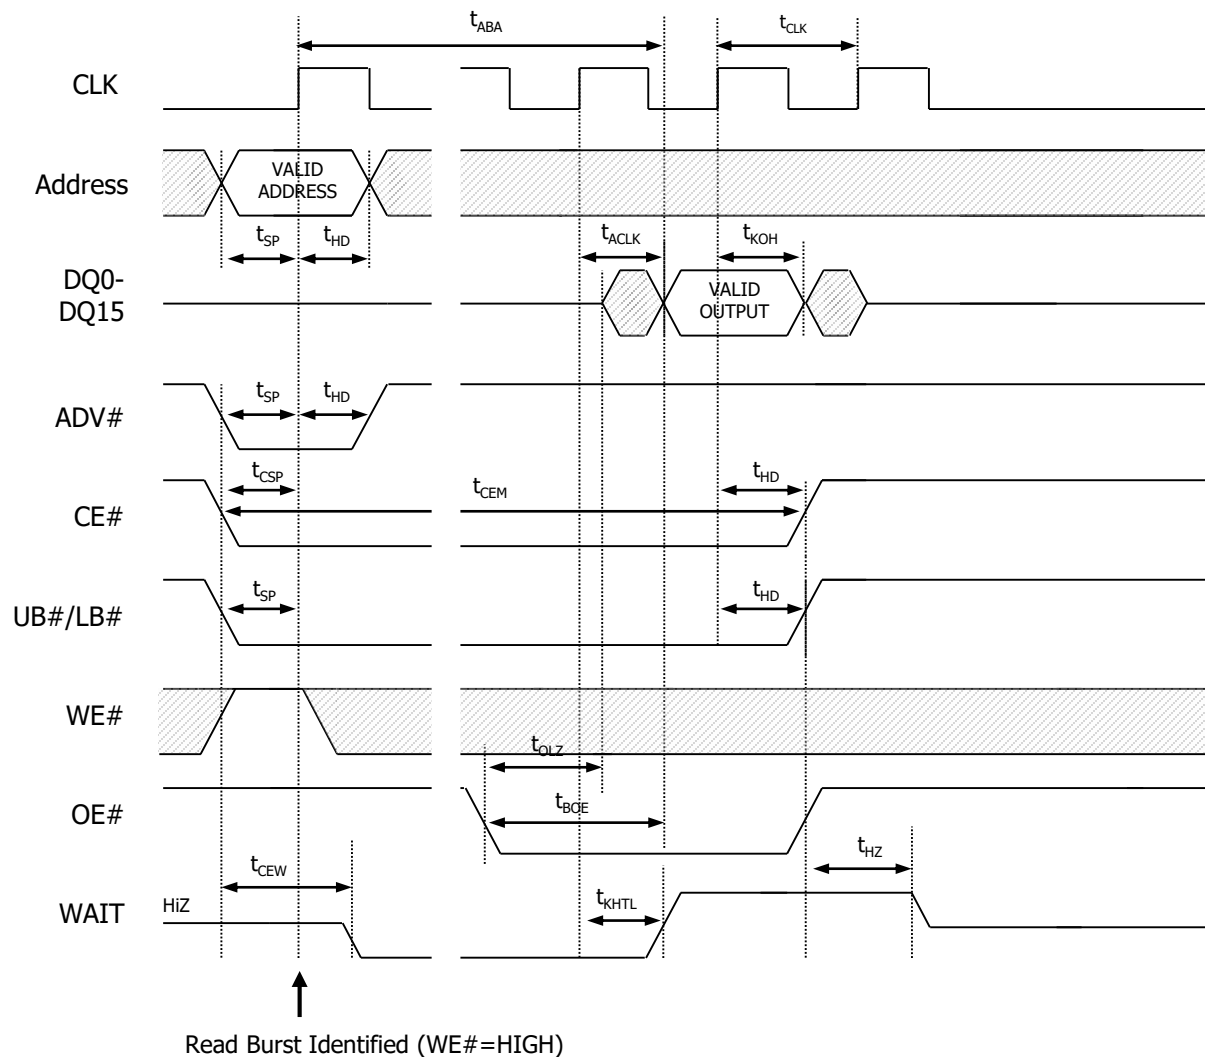 tABA
tCLK
CLK
Address
VALID
ADDRESS
tSP
tHD
tACLK
tKOH
DQ0-
DQ15
VALID
OUTPUT
ADV#
tSP
tHD
tCSP
tHD
CE#
tCEM
UB#/LB#
tSP
tHD
WE#
tOLZ
OE#
tBOE
tHZ
tCEW
WAIT
HiZ
tKHTL
Read Burst Identified (WE#=HIGH)